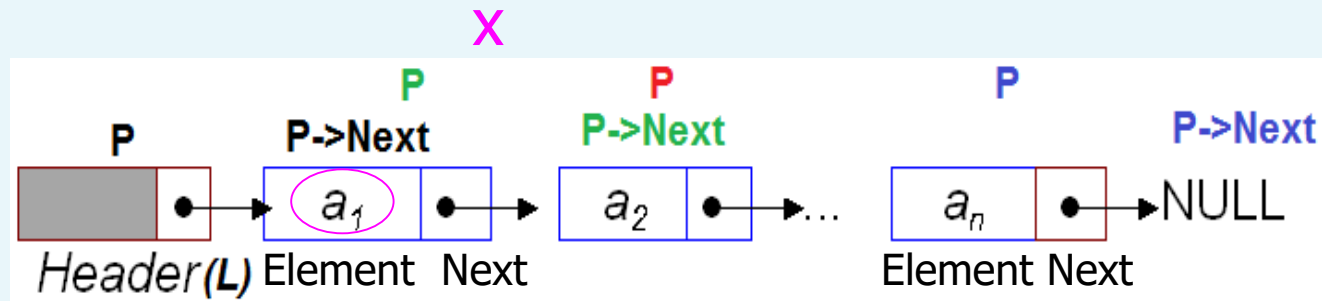 X
P P P
P P->Next P->Next P->Next
a1 a2 ... an NULL
Header(L) Element Next Element Next